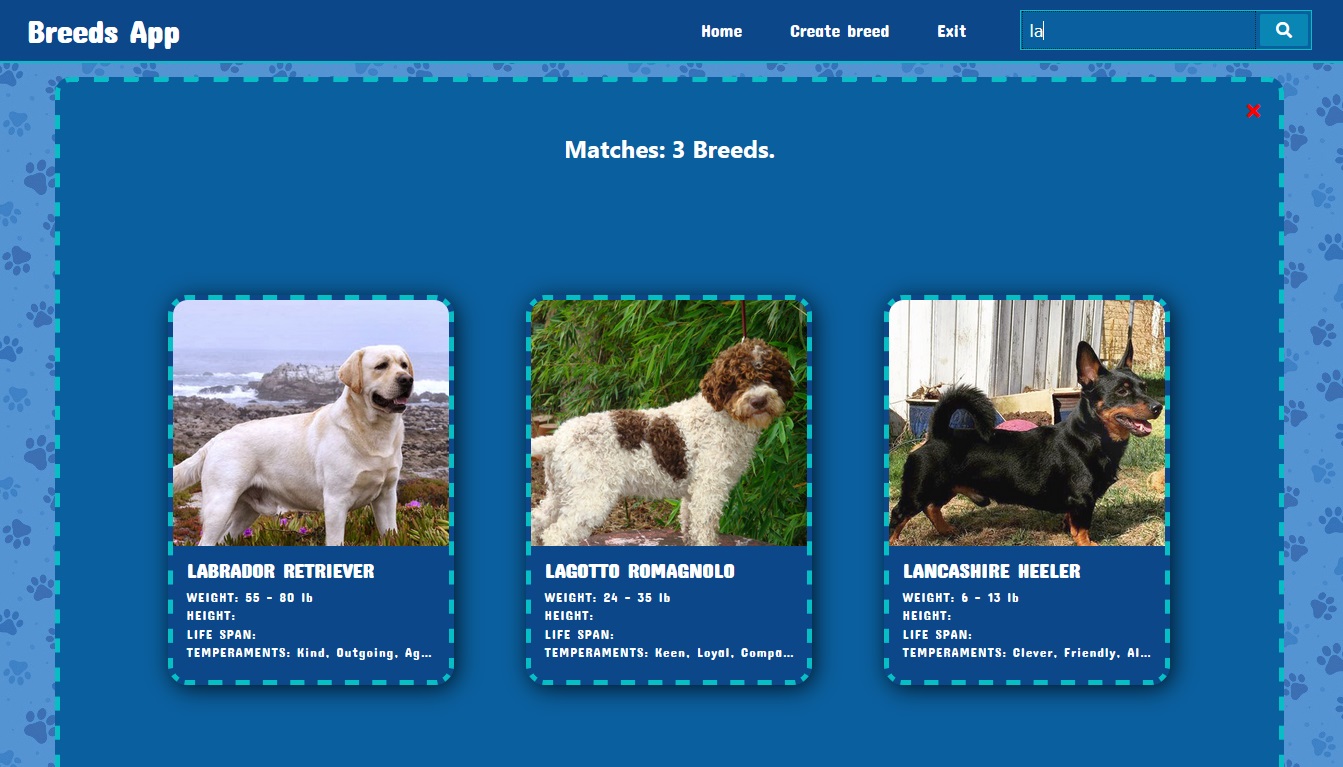 Breeds App
Home
Create breed
Exit
la
Matches: 3 Breeds.
LABRADOR RETRIEVER
WEIGHT: 55 - 80 lb
HEIGHT:
LIFE SPAN:
TEMPERAMENTS: Kind, Outgoing, Ag...
LAGOTTO ROMAGNOLO
WEIGHT: 24 - 35 lb
HEIGHT:
LIFE SPAN:
TEMPERAMENTS: Keen, Loyal, Compa...
LANCASHIRE HEELER
WEIGHT: 6 - 13 lb
HEIGHT:
LIFE SPAN:
TEMPERAMENTS: Clever, Friendly, Al...